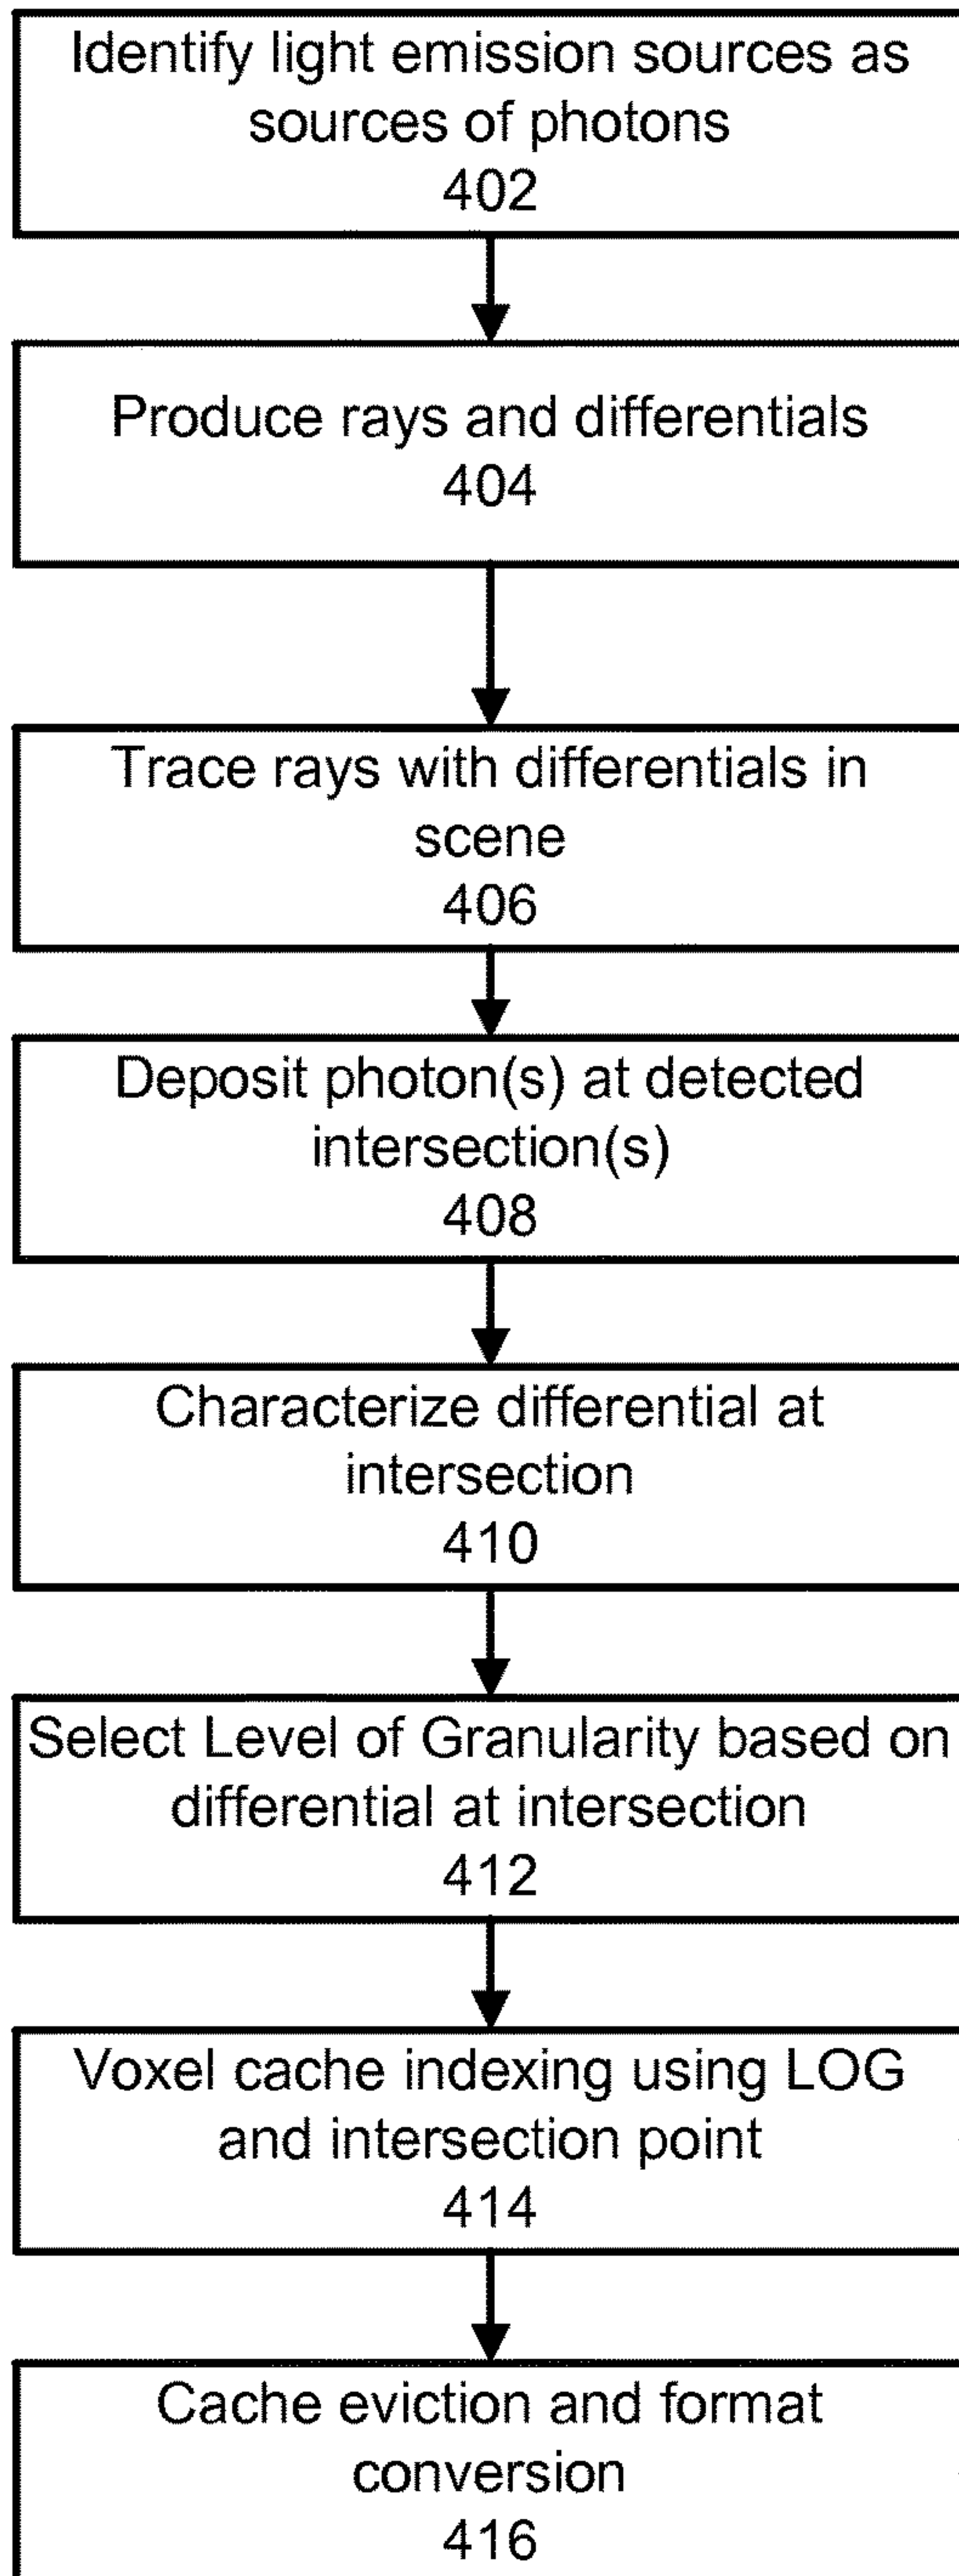 Identify light emission sources as
sources of photons
402
Produce rays and differentials
404
Trace rays with differentials in
scene
406
Deposit photon(s) at detected
intersection(s)
408
Characterize differential at
intersection
410
Select Level of Granularity based on
differential at intersection
412
Voxel cache indexing using LOG
and intersection point
414
Cache eviction and format
conversion
416